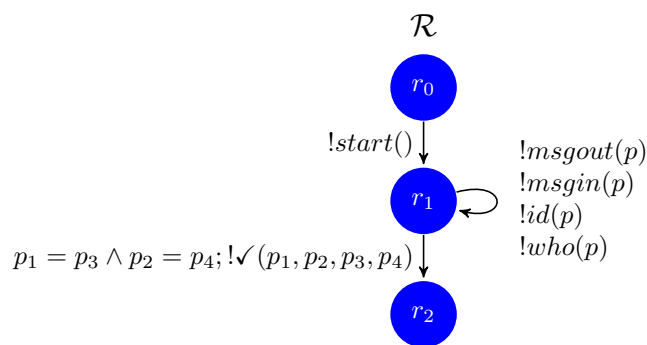 ℛ
r₀
!start()
!msgout(p)
!msgin(p)
r₁
!id(p)
!who(p)
p₁ = p₃ ∧ p₂ = p₄; !✓(p₁, p₂, p₃, p₄)
r₂